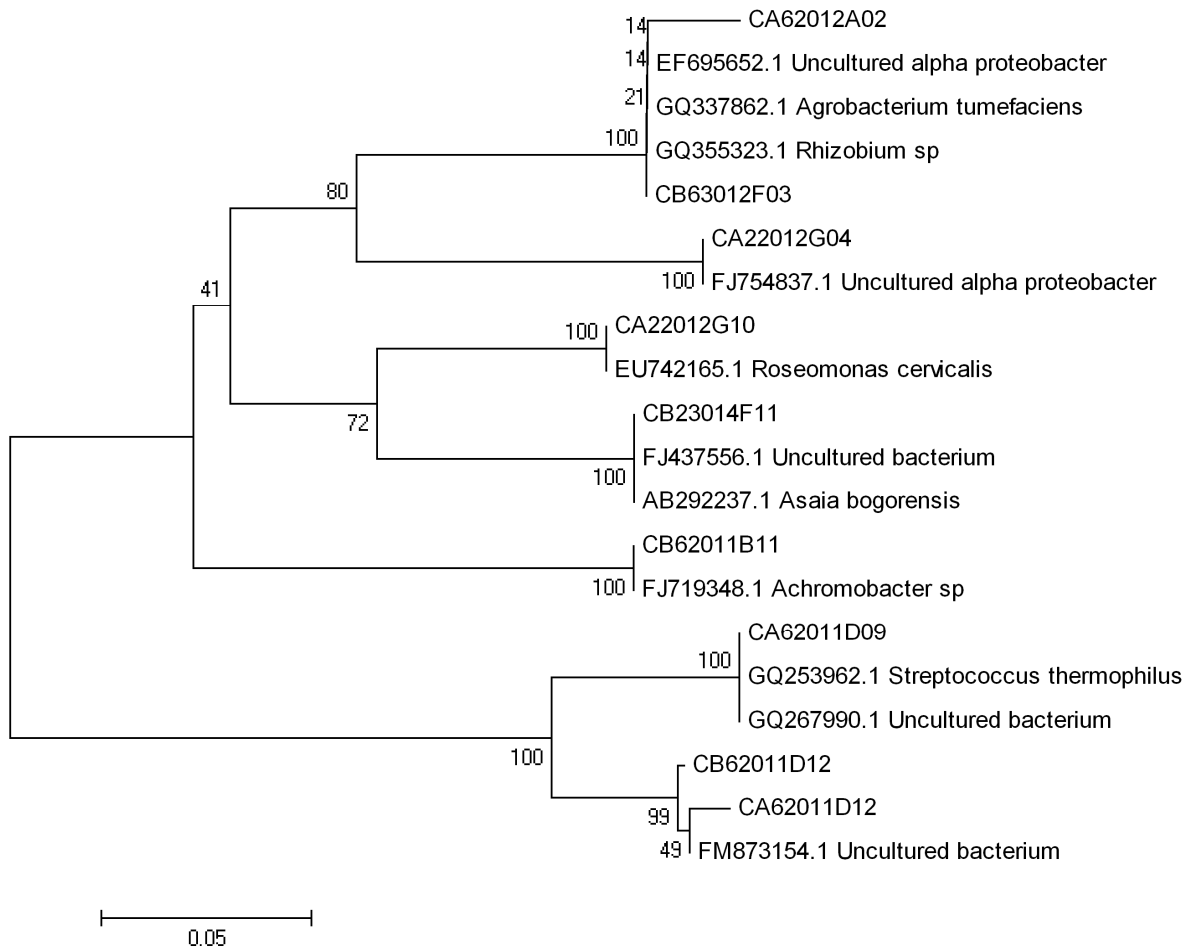 CA62012A02
14
14
EF695652.1 Uncultured alpha proteobacter
21
GQ337862.1 Agrobacterium tumefaciens
100
GQ355323.1 Rhizobium sp
80
CB63012F03
CA22012G04
100
FJ754837.1 Uncultured alpha proteobacter
41
CA22012G10
100
EU742165.1 Roseomonas cervicalis
CB23014F11
72
FJ437556.1 Uncultured bacterium
100
AB292237.1 Asaia bogorensis
CB62011B11
100
FJ719348.1 Achromobacter sp
CA62011D09
100
GQ253962.1 Streptococcus thermophilus
GQ267990.1 Uncultured bacterium
100
CB62011D12
CA62011D12
99
49
FM873154.1 Uncultured bacterium
0.05